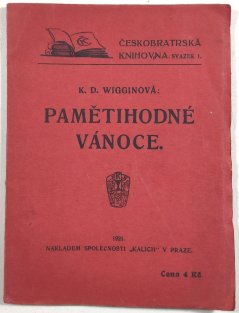 ČESKOBRATRSKÁ
KNIHOVNA. SVAZEK 1.
K. D. WIGGINOVÁ:
PAMĚTIHODNÉ
VÁNOCE.
1921.
NÁKLADEM SPOLEČNOSTI „KALICH" V PRAZE.
Cena 4 Kč.